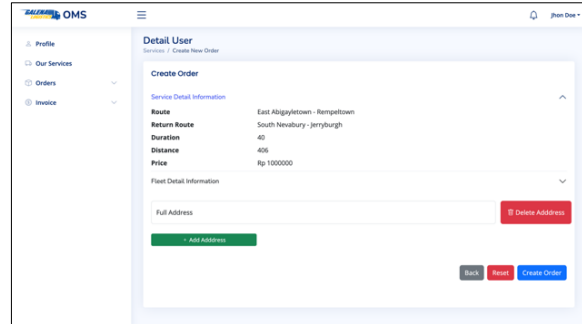 OMS
Jhon Doe
Profile
Our Services
Orders
Invoice
Detail User
Services / Create New Order
Create Order
Service Detail Information
Route East Abigayletown - Rempeltown
Return Route South Nevabury - Jerryburgh
Duration 40
Distance 406
Price Rp 1000000
Fleet Detail Information
Full Address
Delete Adddress
+ Add Adddress
Back Reset Create Order